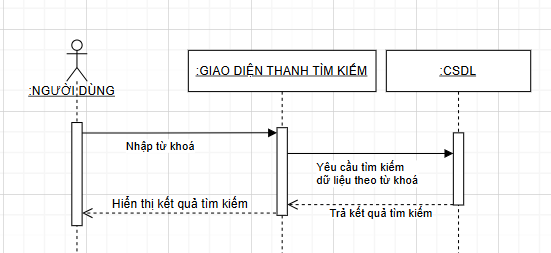 :NGƯỜI DÙNG
:GIAO DIỆN THANH TÌM KIẾM
:CSDL
Nhập từ khoá
Yêu cầu tìm kiếm
dữ liệu theo từ khoá
Hiển thị kết quả tìm kiếm
Trả kết quả tìm kiếm